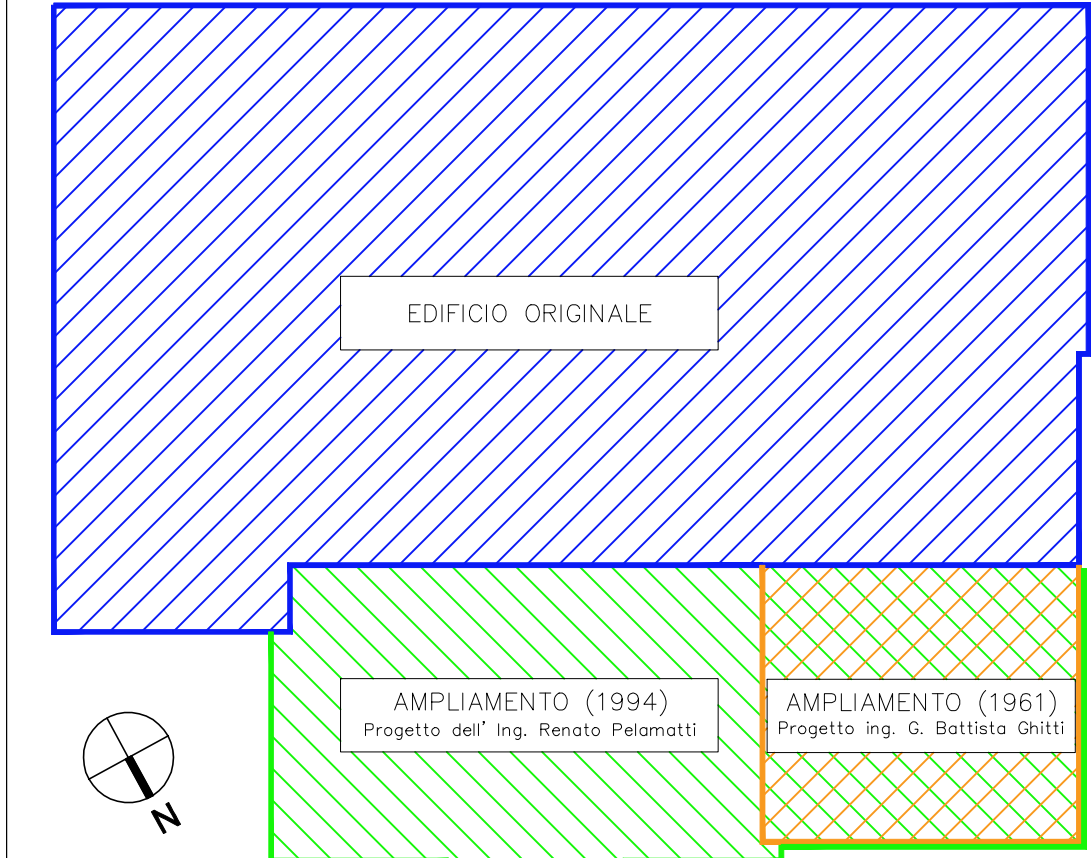 EDIFICIO ORIGINALE
AMPLIAMENTO (1994)
Progetto dell' Ing. Renato Pelamatti
AMPLIAMENTO (1961)
Progetto ing. G. Battista Ghitti
N